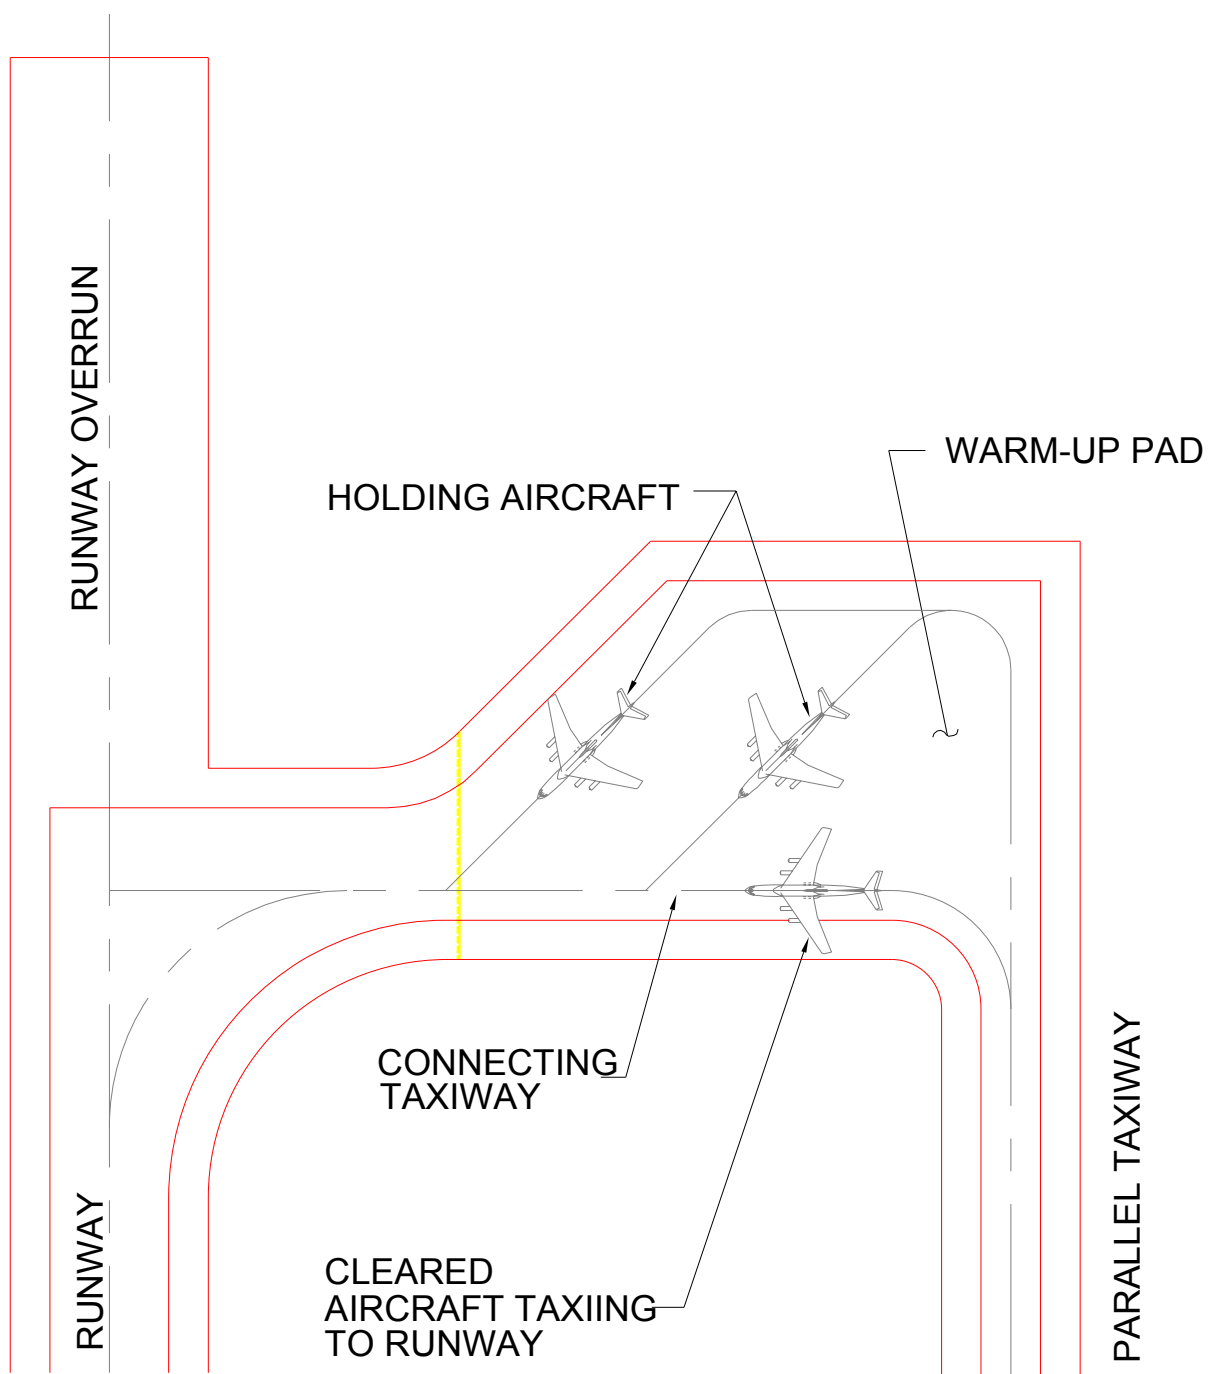 RUNWAY OVERRUN
WARM-UP PAD
HOLDING AIRCRAFT
CONNECTING
TAXIWAY
PARALLEL TAXIWAY
RUNWAY
CLEARED
AIRCRAFT TAXIING
TO RUNWAY